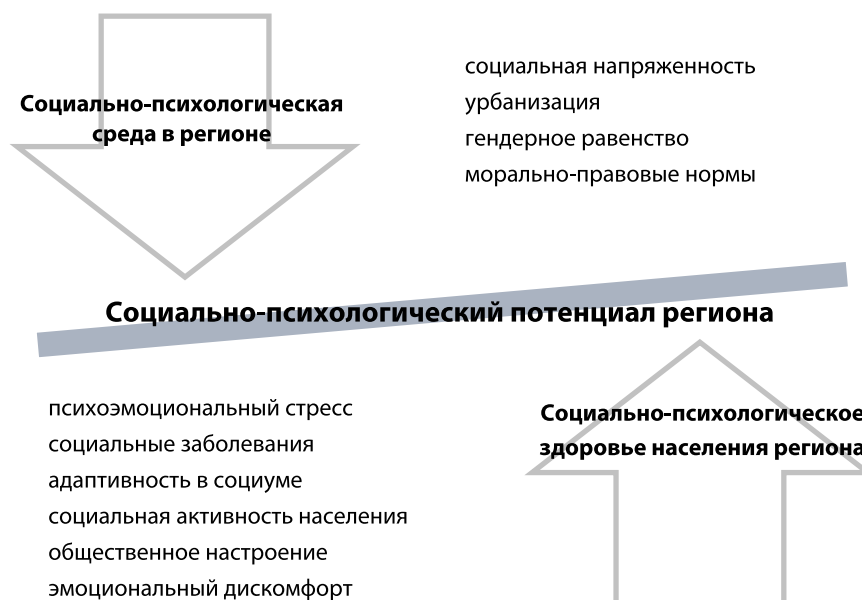 Социально-психологическая
среда в регионе
социальная напряженность
урбанизация
гендерное равенство
морально-правовые нормы
Социально-психологический потенциал региона
психоэмоциональный стресс
социальные заболевания
адаптивность в социуме
социальная активность населения
общественное настроение
эмоциональный дискомфорт
Социально-психологическое
здоровье населения региона